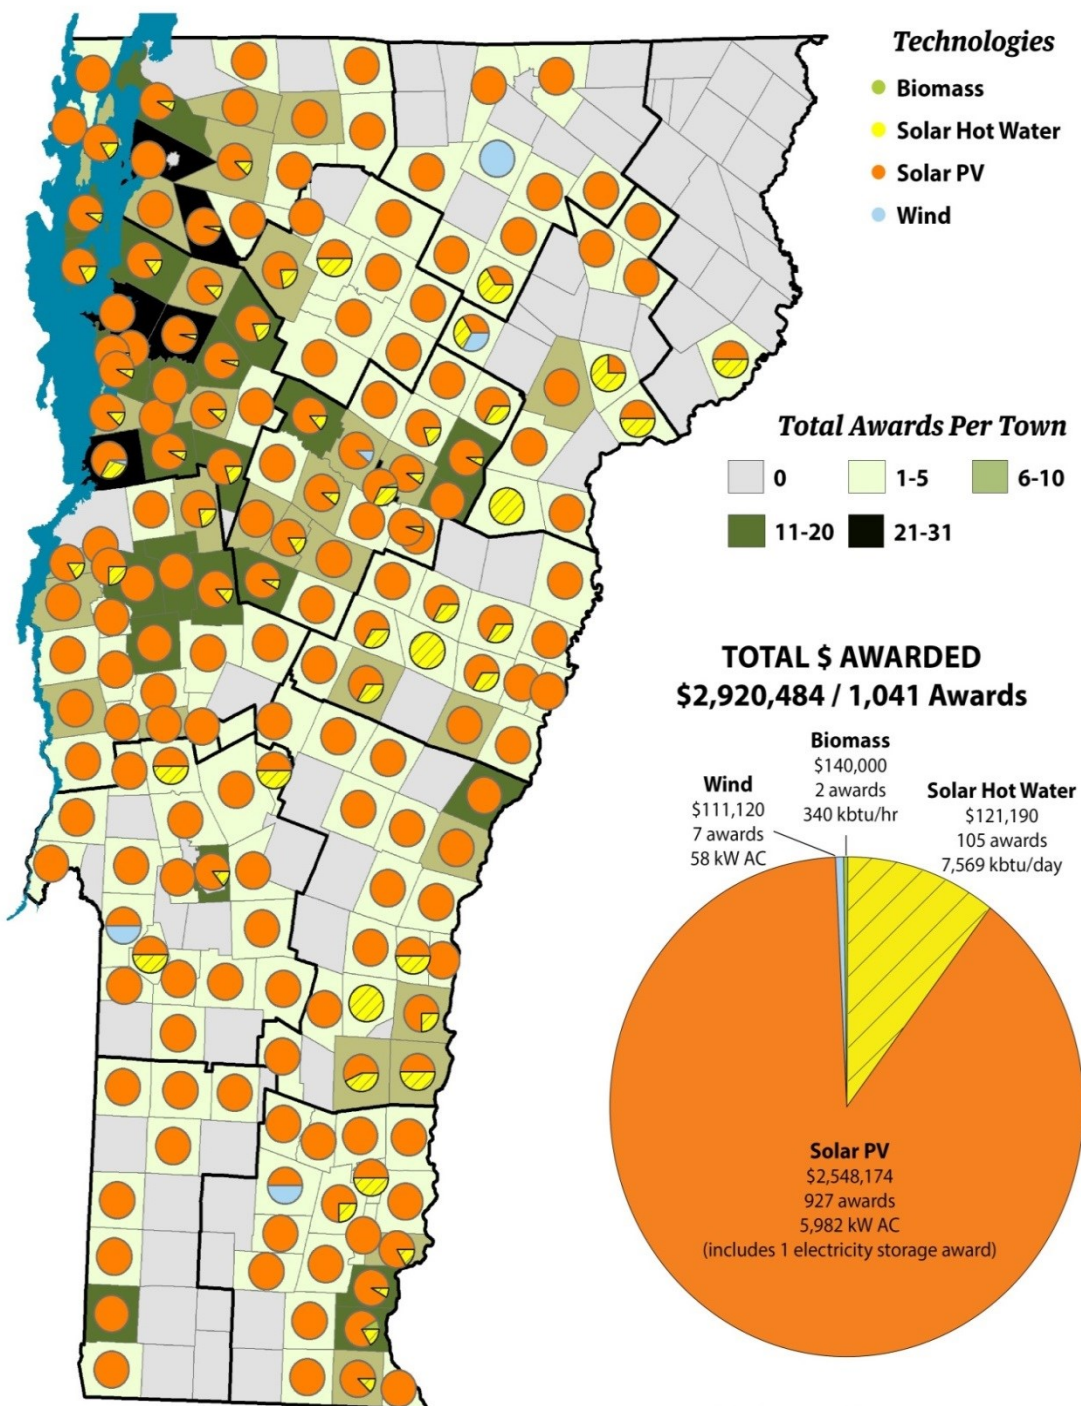 Technologies
Biomass
Solar Hot Water
Solar PV
Wind
Total Awards Per Town
0
1-5
6-10
11-20
21-31
TOTAL $ AWARDED
$2,920,484 / 1,041 Awards
Biomass
$140,000
2 awards
340 kbtu/hr
Wind
$111,120
7 awards
58 kW AC
Solar Hot Water
$121,190
105 awards
7,569 kbtu/day
Solar PV
$2,548,174
927 awards
5,982 kW AC
(includes 1 electricity storage award)